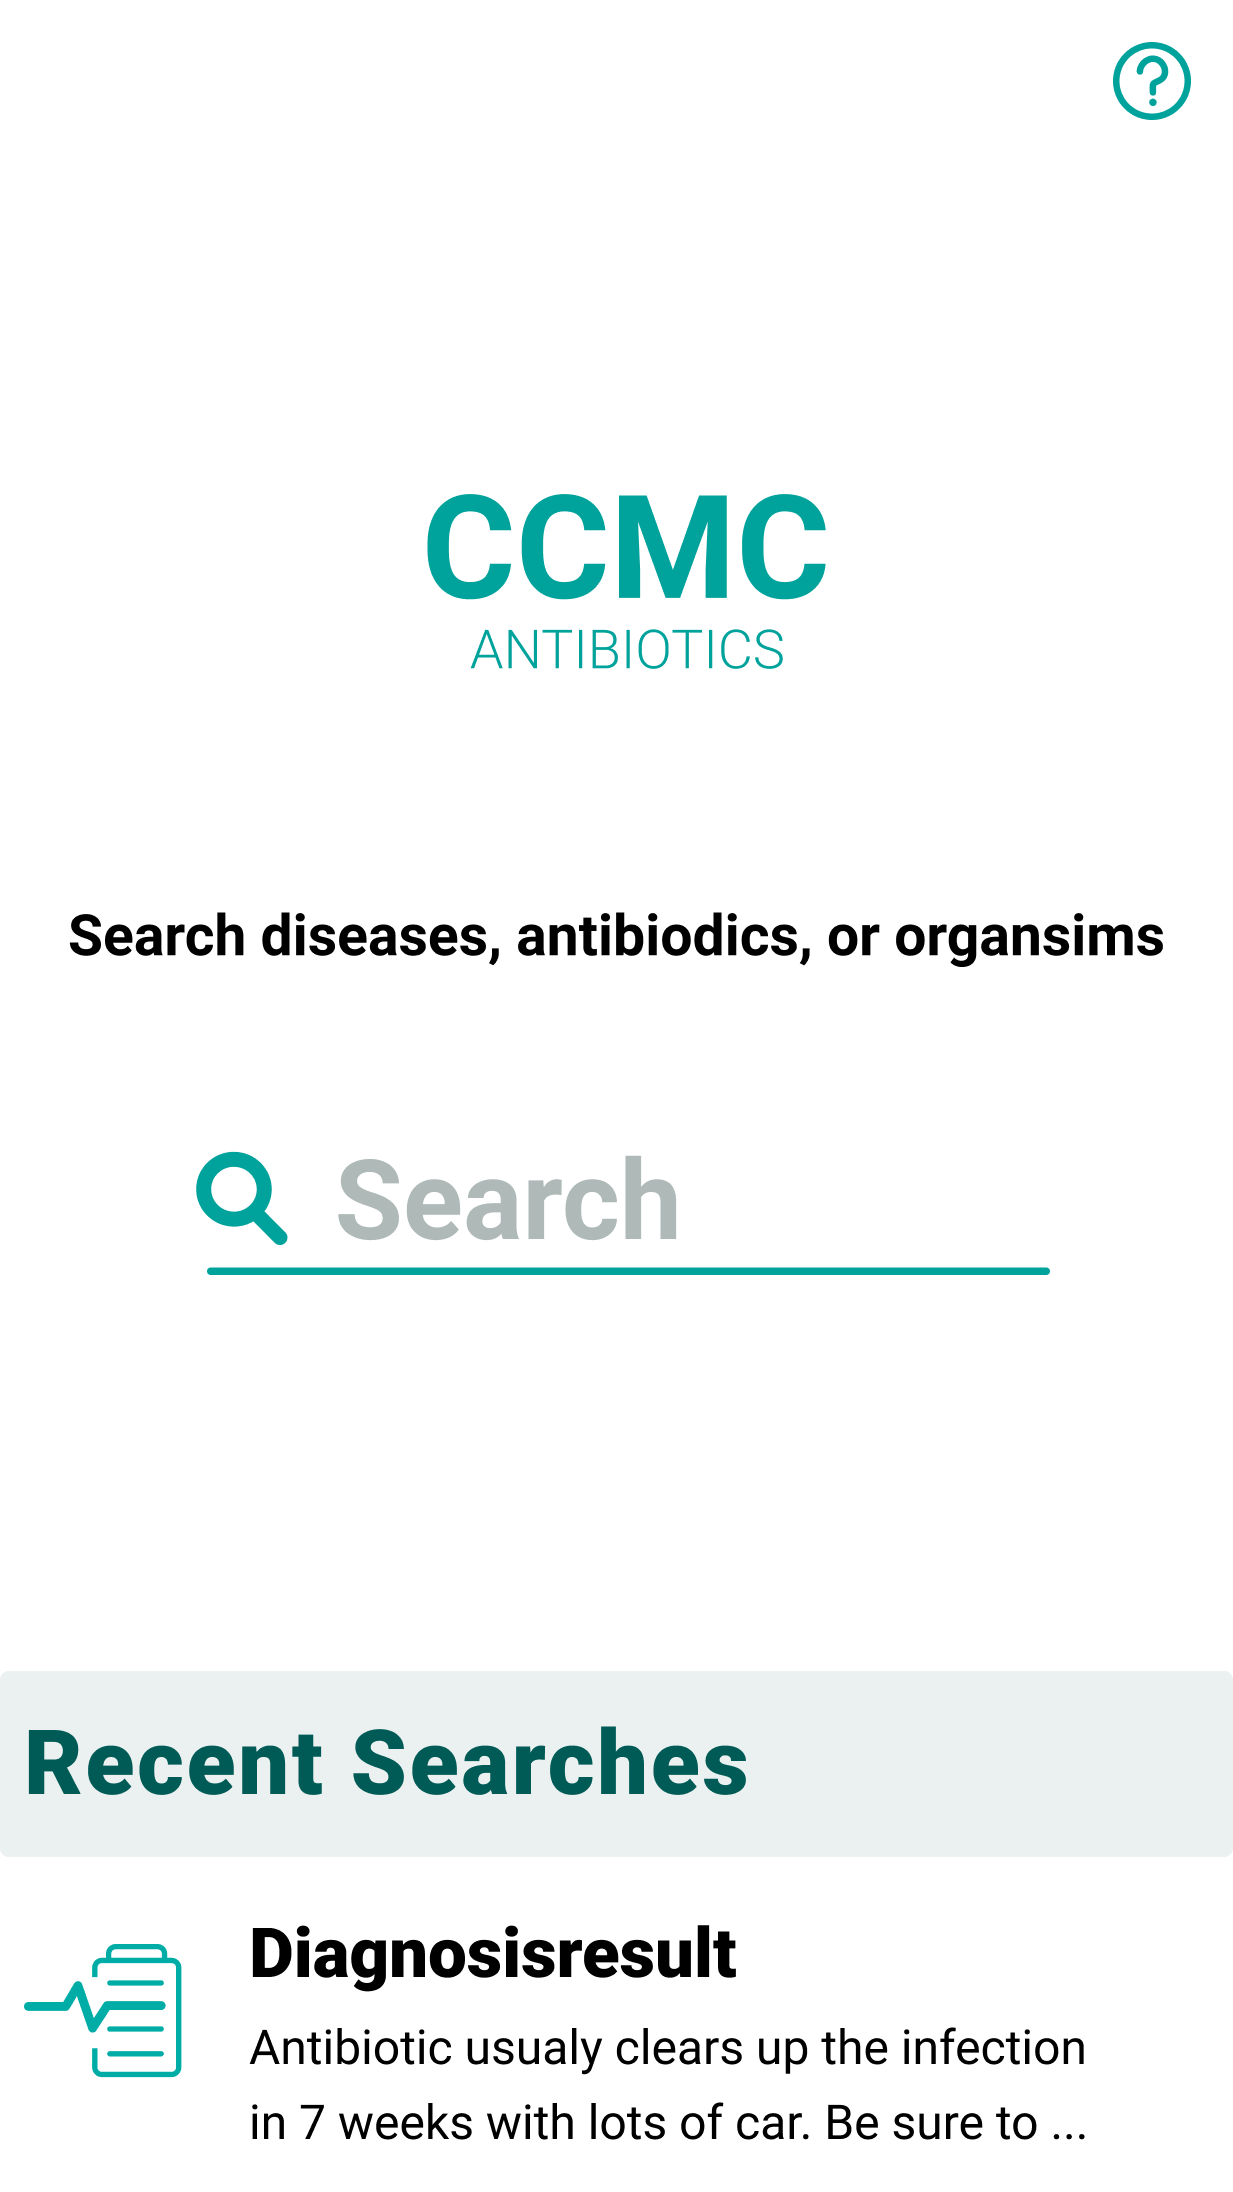 CCMC
ANTIBIOTICS
Search diseases, antibiodics, or organsims
Search
Recent Searches
Diagnosisresult
Antibiotic usualy clears up the infection
in 7 weeks with lots of car. Be sure to ...